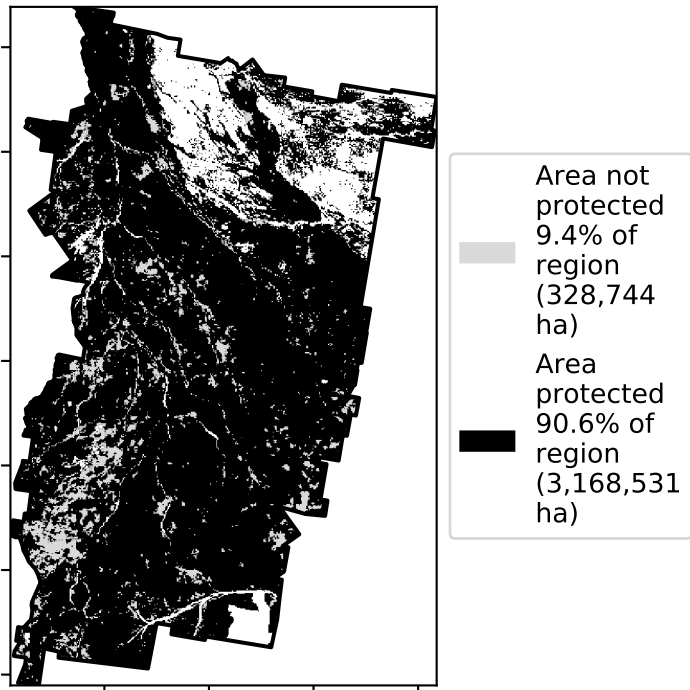 Area not
protected
9.4% of
region
(328,744
ha)
Area
protected
90.6% of
region
(3,168,531
ha)